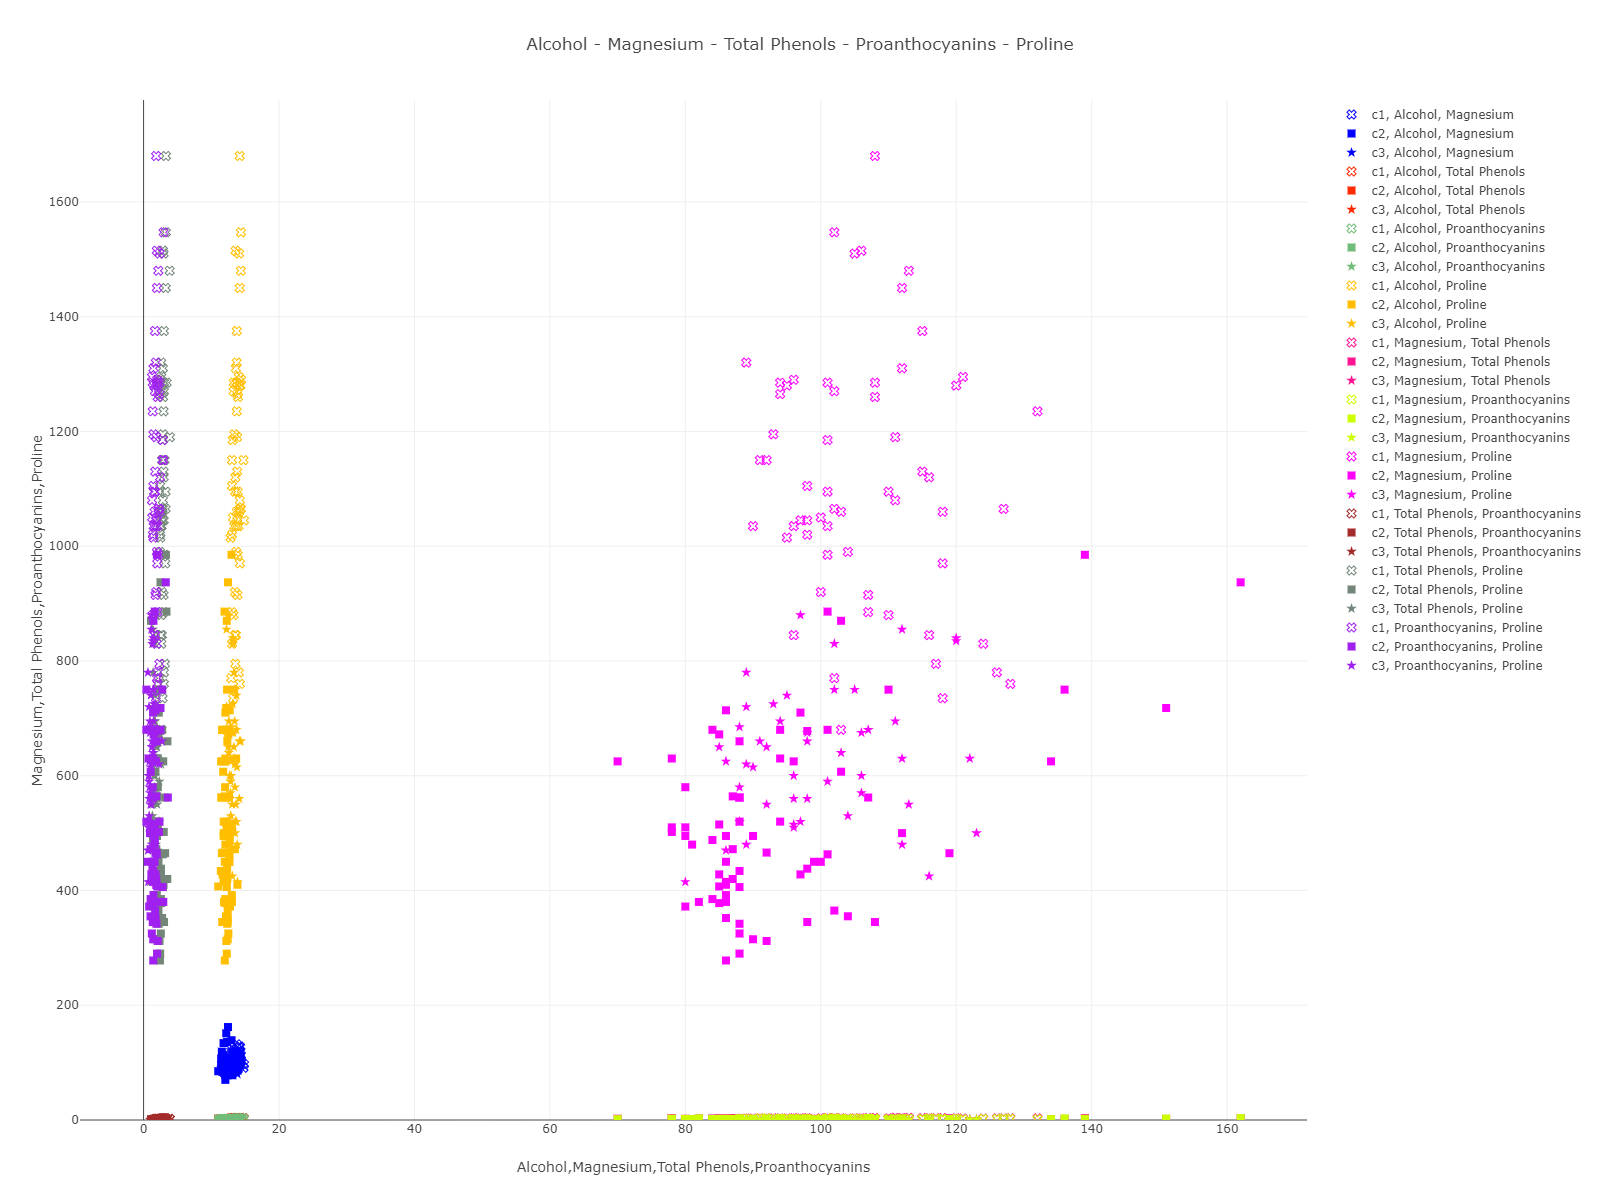 Alcohol - Magnesium - Total Phenols - Proanthocyanins - Proline
c1, Alcohol, Magnesium
c2, Alcohol, Magnesium
c3, Alcohol, Magnesium
c1, Alcohol, Total Phenols
c2, Alcohol, Total Phenols
c3, Alcohol, Total Phenols
c1, Alcohol, Proanthocyanins
c2, Alcohol, Proanthocyanins
c3, Alcohol, Proanthocyanins
c1, Alcohol, Proline
c2, Alcohol, Proline
c3, Alcohol, Proline
c1, Magnesium, Total Phenols
c2, Magnesium, Total Phenols
c3, Magnesium, Total Phenols
c1, Magnesium, Proanthocyanins
c2, Magnesium, Proanthocyanins
c3, Magnesium, Proanthocyanins
c1, Magnesium, Proline
c2, Magnesium, Proline
c3, Magnesium, Proline
c1, Total Phenols, Proanthocyanins
c2, Total Phenols, Proanthocyanins
c3, Total Phenols, Proanthocyanins
c1, Total Phenols, Proline
c2, Total Phenols, Proline
c3, Total Phenols, Proline
c1, Proanthocyanins, Proline
c2, Proanthocyanins, Proline
c3, Proanthocyanins, Proline
Magnesium,Total Phenols,Proanthocyanins,Proline
1600
1400
1200
1000
800
600
400
200
0
0 20 40 60 80 100 120 140 160
Alcohol,Magnesium,Total Phenols,Proanthocyanins